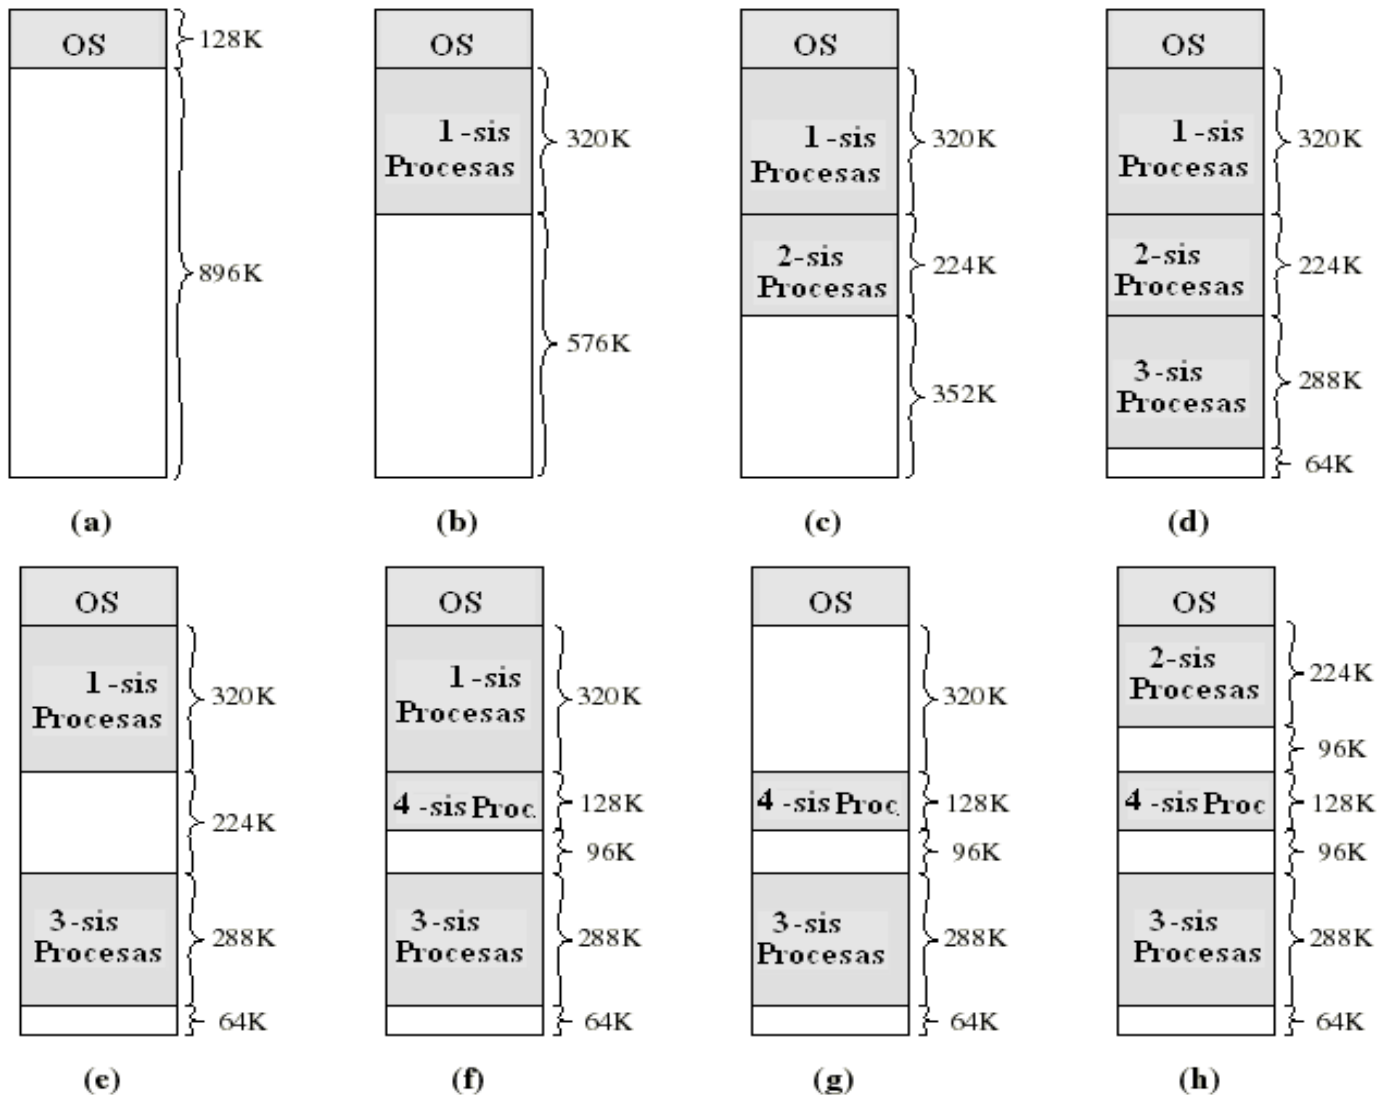 OS
128K
896K
(a)
OS
1-sis
Procesas
320K
576K
(b)
OS
1-sis
Procesas
320K
2-sis
Procesas
224K
352K
(c)
OS
1-sis
Procesas
320K
2-sis
Procesas
224K
3-sis
Procesas
288K
64K
(d)
OS
1-sis
Procesas
320K
224K
3-sis
Procesas
288K
64K
(e)
OS
1-sis
Procesas
320K
4-sis Proc.
128K
96K
3-sis
Procesas
288K
64K
(f)
OS
320K
4-sis Proc.
128K
96K
3-sis
Procesas
288K
64K
(g)
OS
2-sis
Procesas
224K
96K
4-sis Proc
128K
96K
3-sis
Procesas
288K
64K
(h)